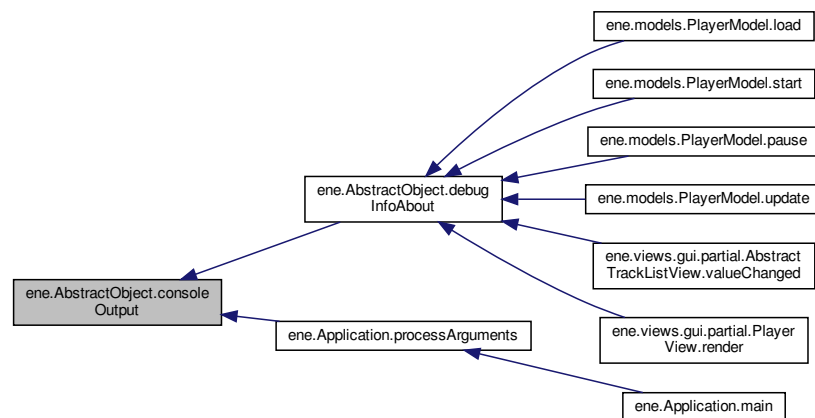 ene.models.PlayerModel.load
ene.models.PlayerModel.start
ene.models.PlayerModel.pause
ene.AbstractObject.debug
InfoAbout
ene.models.PlayerModel.update
ene.views.gui.partial.Abstract
TrackListView.valueChanged
ene.AbstractObject.console
Output
ene.Application.processArguments
ene.views.gui.partial.Player
View.render
ene.Application.main